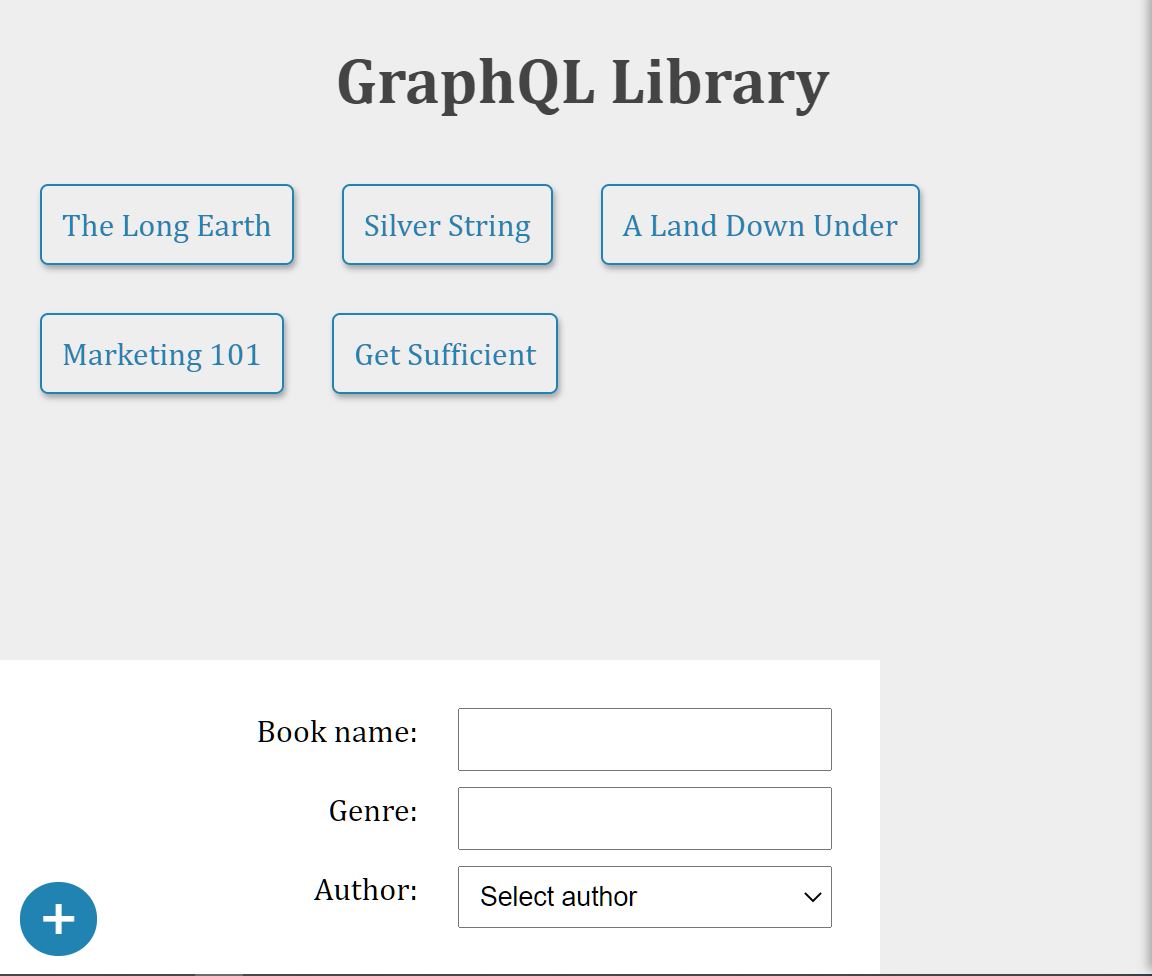 GraphQL Library
The Long Earth
Silver String
A Land Down Under
Marketing 101
Get Sufficient
Book name:
Genre:
Author:
Select author
+